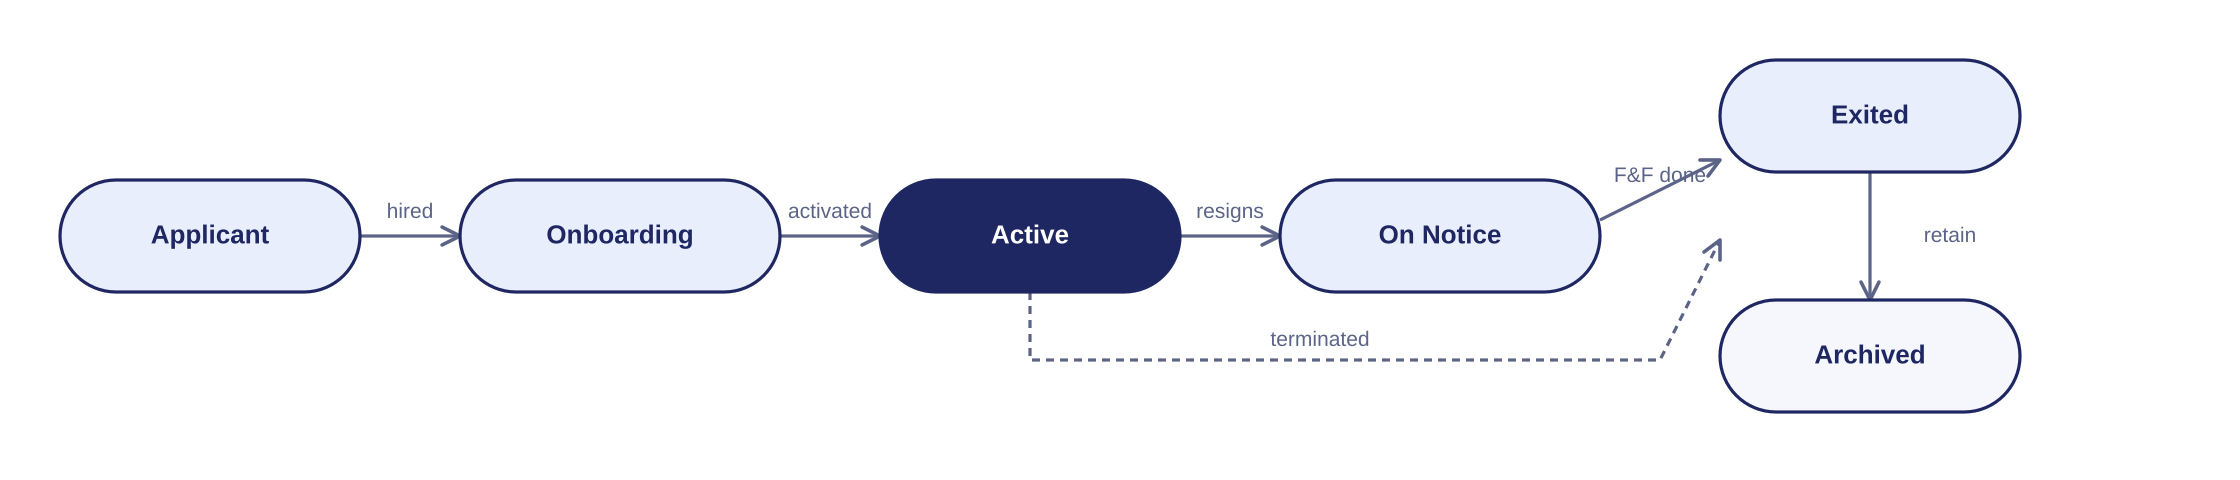 Applicant
hired
Onboarding
activated
Active
resigns
On Notice
F&F done
Exited
retain
terminated
Archived